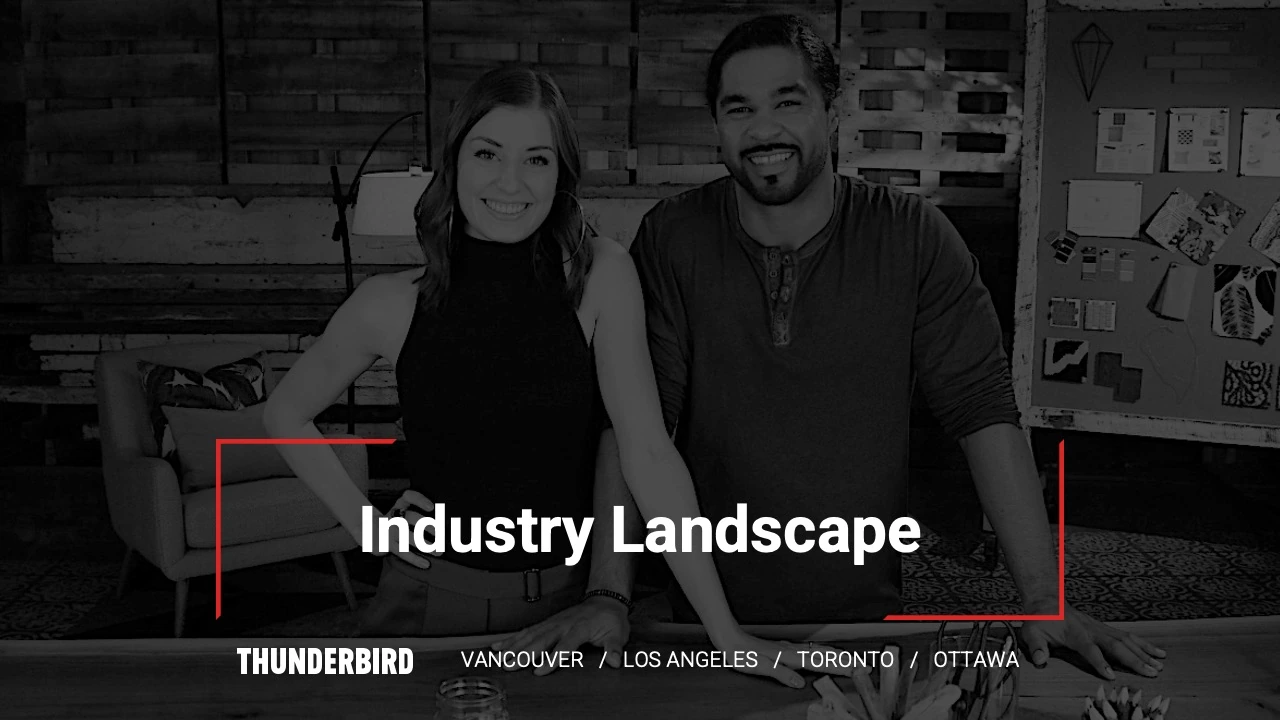 Industry Landscape
THUNDERBIRD VANCOUVER / LOS ANGELES / TORONTO / OTTAWA